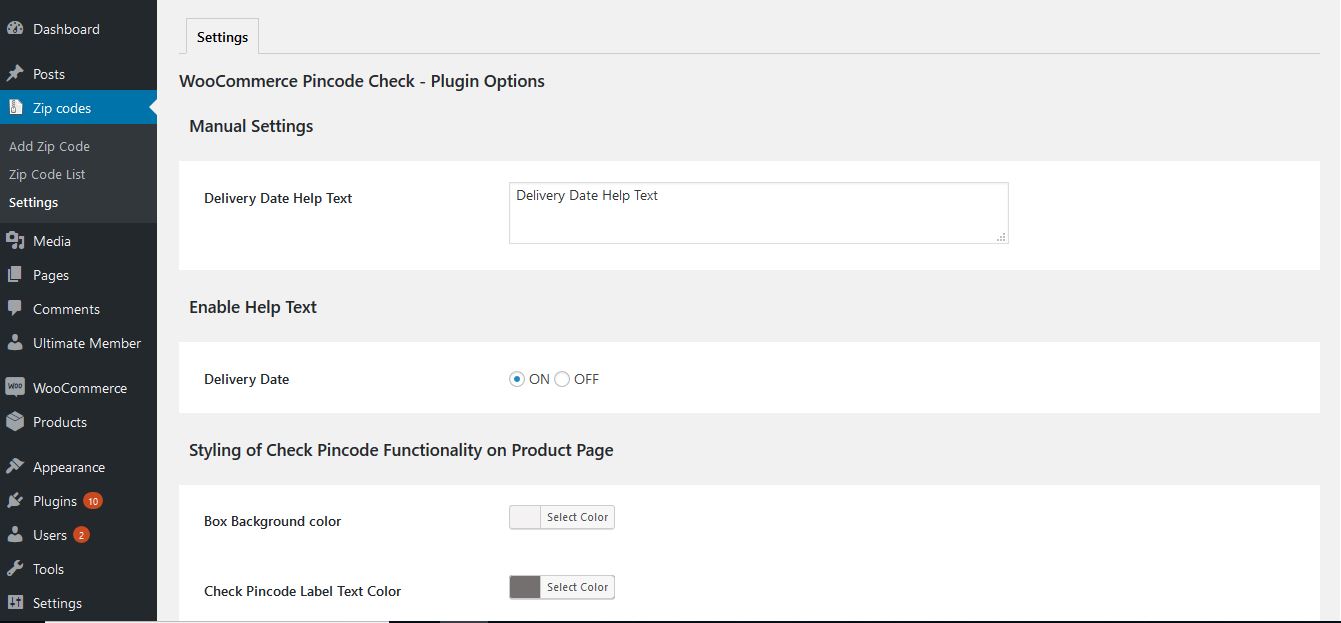 Dashboard
Posts
Zip codes
Add Zip Code
Zip Code List
Settings
Media
Pages
Comments
Ultimate Member
WOO WooCommerce
Products
Appearance
Plugins 10
Users 2
Tools
Settings
Settings
WooCommerce Pincode Check - Plugin Options
Manual Settings
Delivery Date Help Text Delivery Date Help Text
Enable Help Text
Delivery Date ON OFF
Styling of Check Pincode Functionality on Product Page
Box Background color Select Color
Check Pincode Label Text Color Select Color